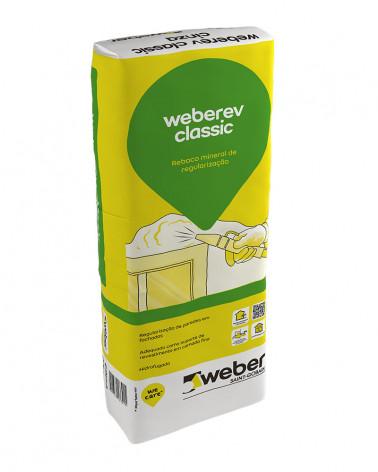 weberev classic
cinza
weberev
classic
Reboco mineral de
regularização
Regularização de paredes em
fachadas
Adequado como suporte de
revestimento em camada fina
Hidrofugado
we
care
weber
SAINT-GOBAIN